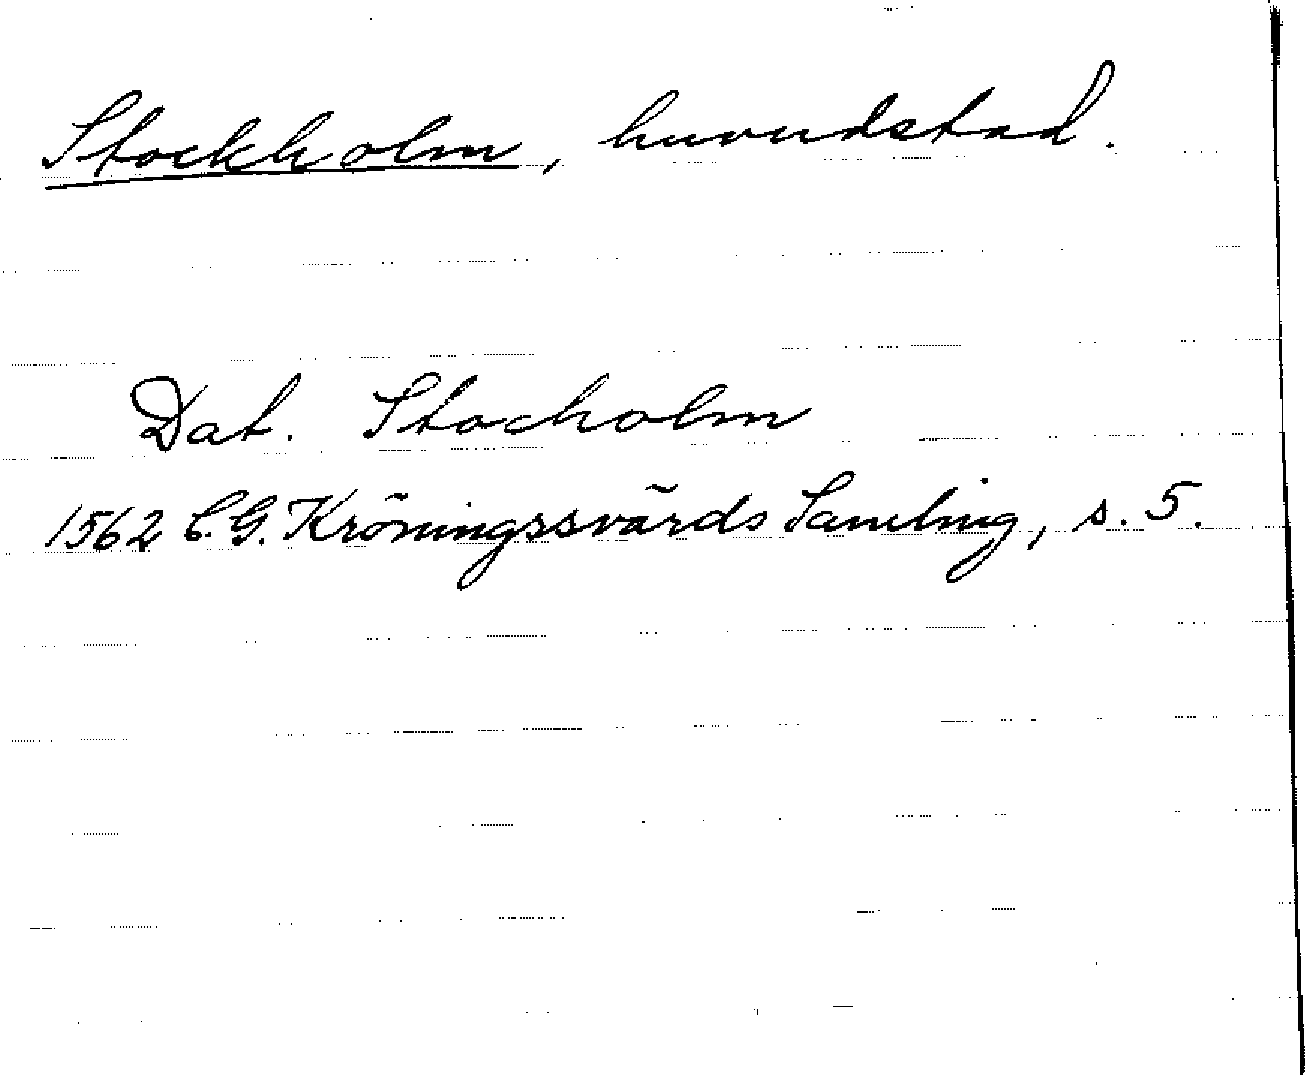 Stockholm, huvudstad.
Dat. Stocholm
1562 C.G. Kröningssvärds Samling, s. 5.